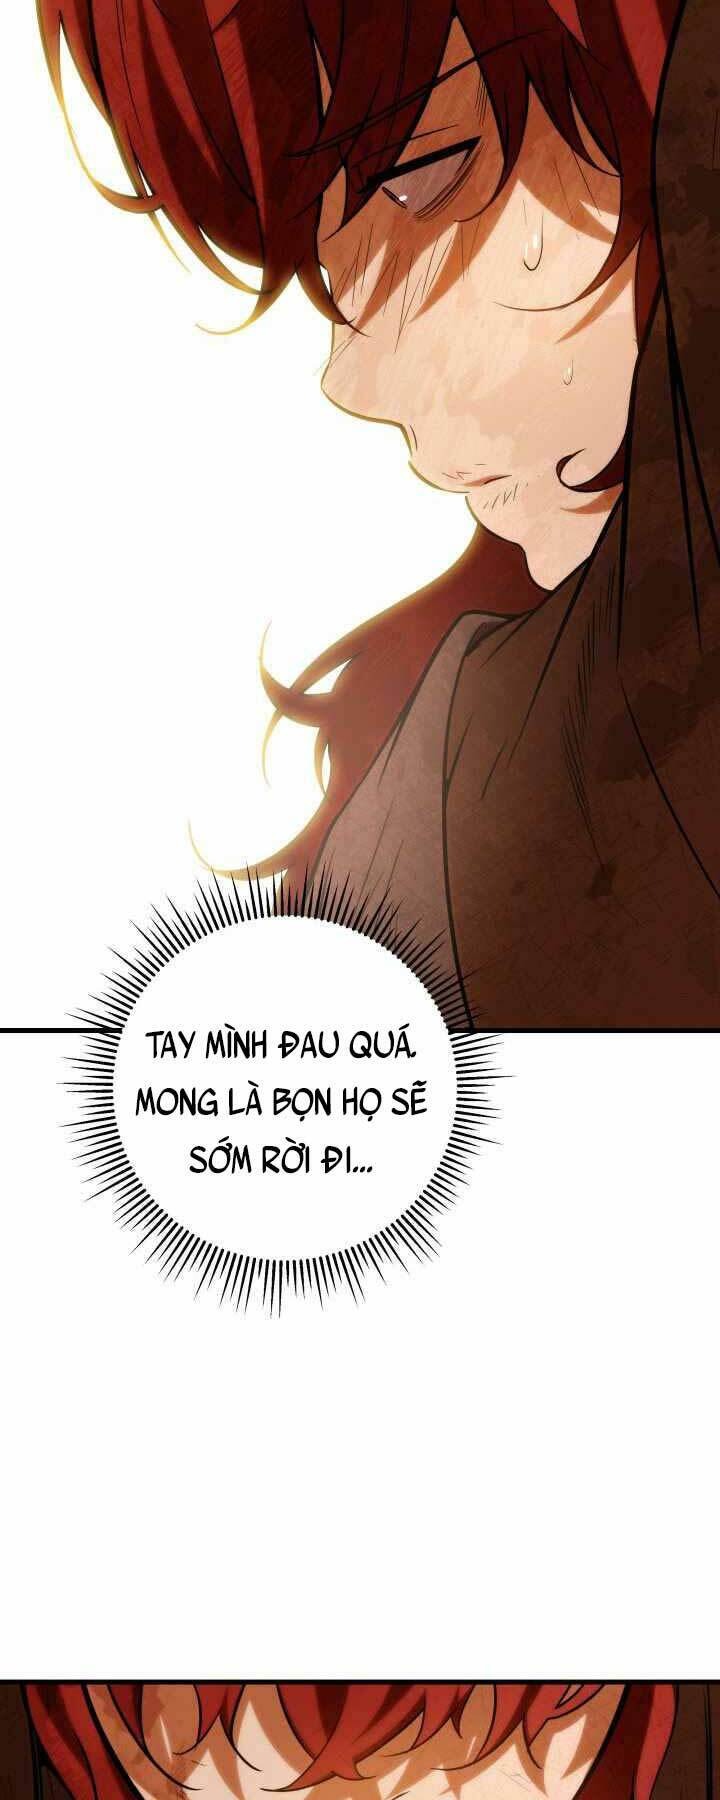 TAY MÌNH ĐAU QUÁ.
MONG LÀ BỌN HỌ SẼ
SỚM RỜI ĐI...